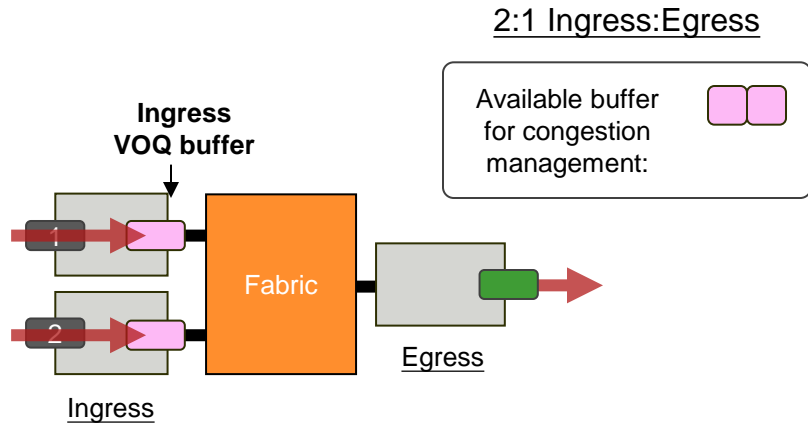 2:1 Ingress:Egress
Available buffer
for congestion
management:
Ingress
VOQ buffer
1
2
Fabric
Egress
Ingress